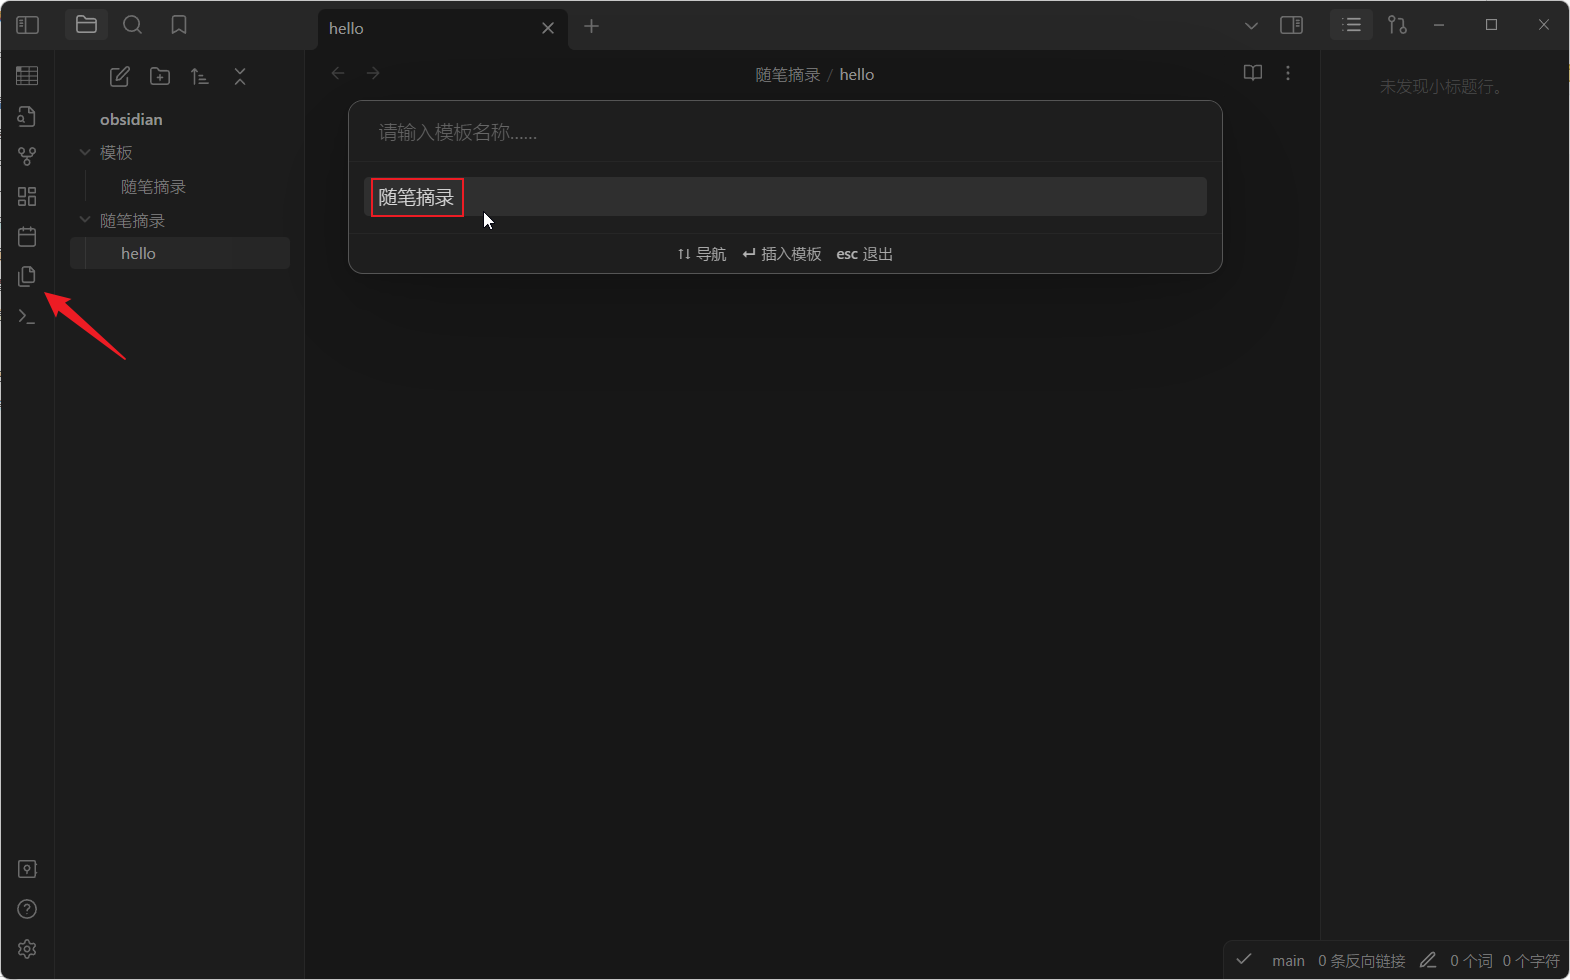 hello
obsidian
模板
随笔摘录
随笔摘录
hello
随笔摘录 / hello
请输入模板名称......
随笔摘录
导航 插入模板 esc 退出
未发现小标题行。
main 0 条反向链接 0 个词 0 个字符